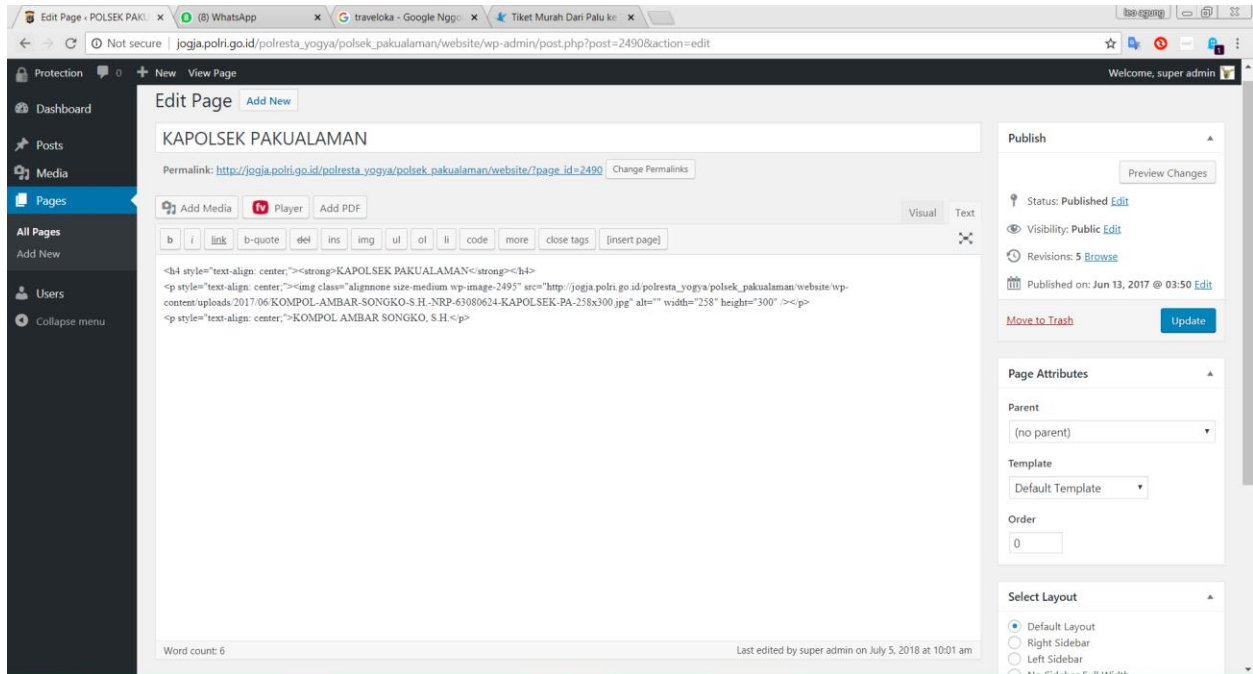 Edit Page ‹ POLSEK PAKU
(8) WhatsApp
traveloka - Google Nggo
Tiket Murah Dari Palu ke
Not secure jogja.polri.go.id/polresta_yogya/polsek_pakualaman/website/wp-admin/post.php?post=2490&action=edit
Protection 0 New View Page Welcome, super admin
Dashboard
Posts
Media
Pages
All Pages
Add New
Users
Collapse menu
Edit Page Add New
KAPOLSEK PAKUALAMAN
Permalink: http://jogja.polri.go.id/polresta_yogya/polsek_pakualaman/website/?page_id=2490 Change Permalinks
Add Media Player Add PDF Visual Text
b i link b-quote del ins img ul ol li code more close tags [insert page]
<h4 style="text-align: center;"><strong>KAPOLSEK PAKUALAMAN</strong></h4>
<p style="text-align: center;"><img class="alignnone size-medium wp-image-2495" src="http://jogja.polri.go.id/polresta_yogya/polsek_pakualaman/website/wp-
content/uploads/2017/06/KOMPOL-AMBAR-SONGKO-S.H.-NRP-63080624-KAPOLSEK-PA-258x300.jpg" alt="" width="258" height="300" /></p>
<p style="text-align: center;">KOMPOL AMBAR SONGKO, S.H.</p>
Word count: 6 Last edited by super admin on July 5, 2018 at 10:01 am
Publish
Preview Changes
Status: Published Edit
Visibility: Public Edit
Revisions: 5 Browse
Published on: Jun 13, 2017 @ 03:50 Edit
Move to Trash Update
Page Attributes
Parent
(no parent)
Template
Default Template
Order
0
Select Layout
Default Layout
Right Sidebar
Left Sidebar